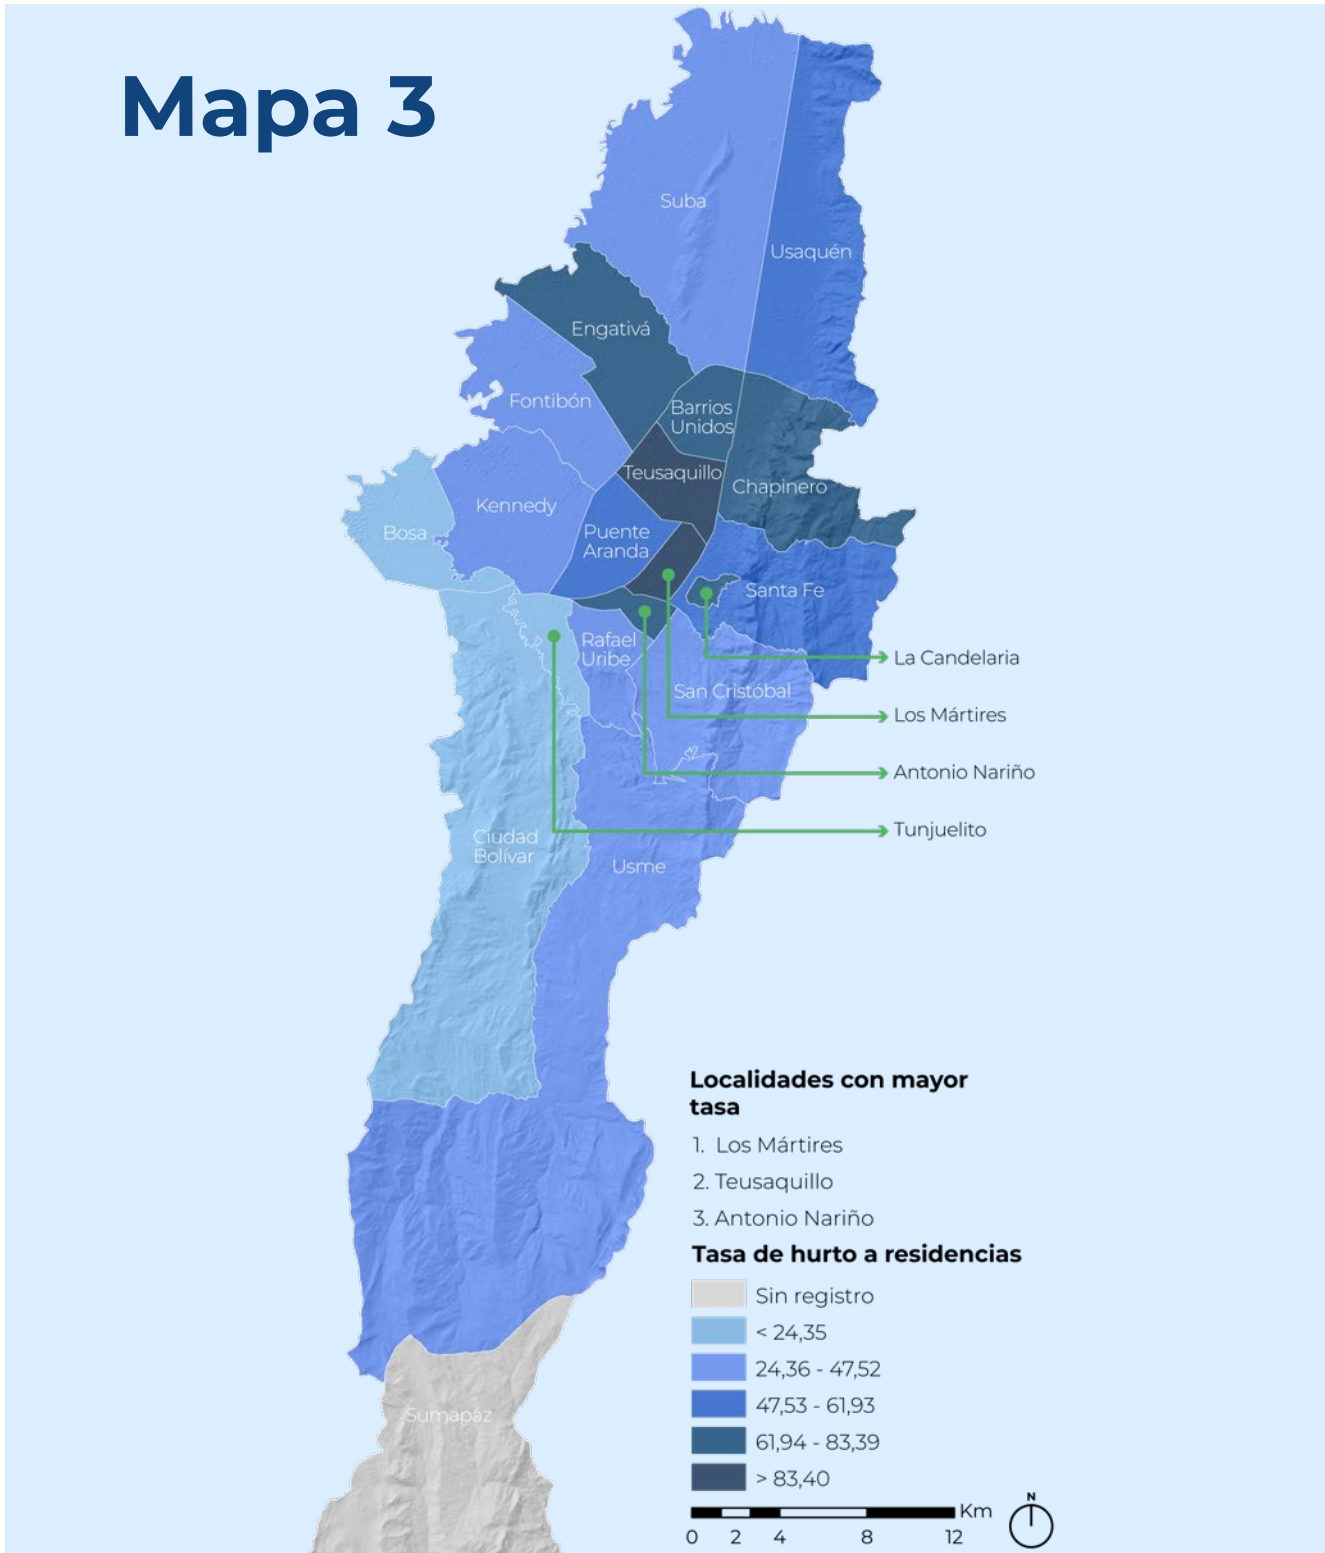 Mapa 3
Suba
Usaquén
Engativá
Fontibón
Barrios
Unidos
Teusaquillo
Chapinero
Kennedy
Bosa
Puente
Aranda
Santa Fe
Rafael
Uribe
San Cristóbal
La Candelaria
Los Mártires
Antonio Nariño
Tunjuelito
Ciudad
Bolívar
Usme
Sumapaz
Localidades con mayor
tasa
1. Los Mártires
2. Teusaquillo
3. Antonio Nariño
Tasa de hurto a residencias
Sin registro
< 24,35
24,36 - 47,52
47,53 - 61,93
61,94 - 83,39
> 83,40
Km
0 2 4 8 12
N